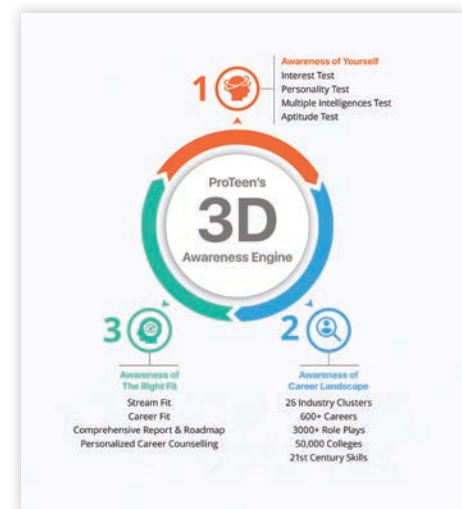 1
Awareness of Yourself
Interest Test
Personality Test
Multiple Intelligences Test
Aptitude Test
ProTeen's
3D
Awareness Engine
3
Awareness of
The Right Fit
Stream Fit
Career Fit
Comprehensive Report & Roadmap
Personalized Career Counselling
2
Awareness of
Career Landscape
26 Industry Clusters
600+ Careers
3000+ Role Plays
50,000 Colleges
21st Century Skills